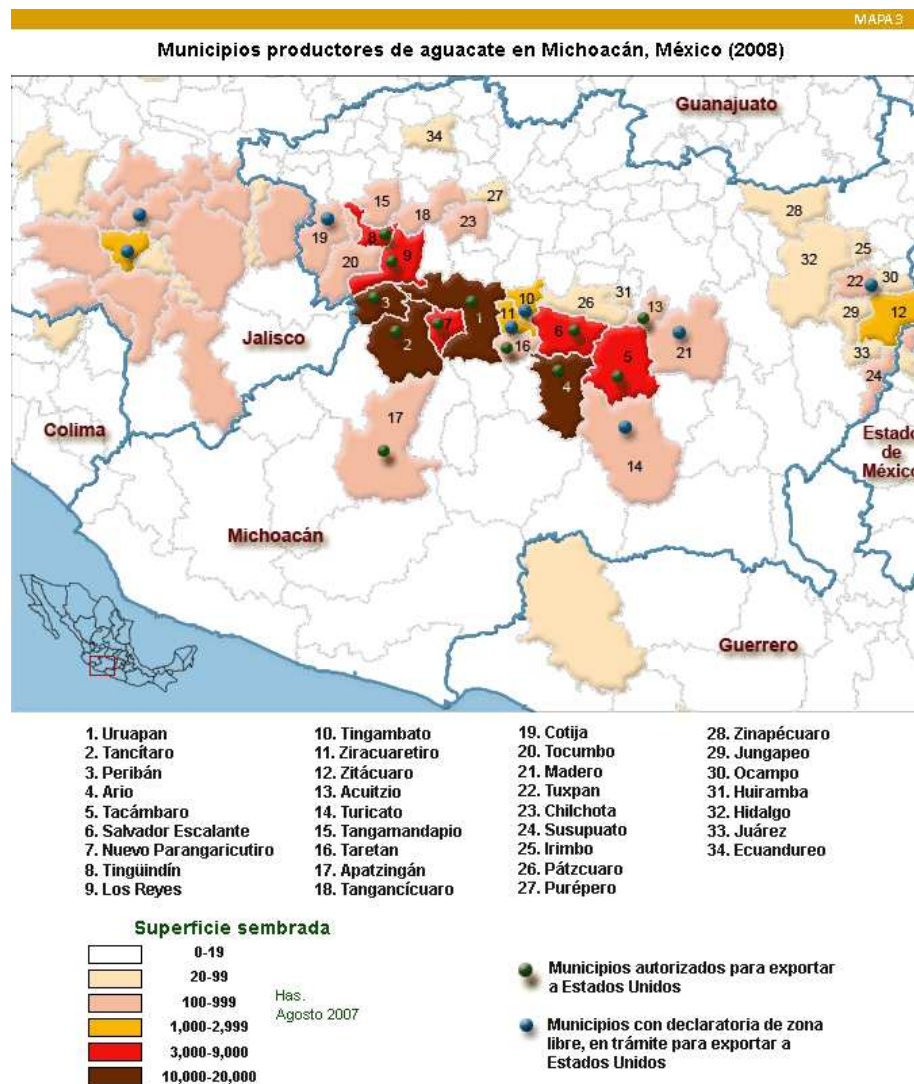 MAPA 3
Municipios productores de aguacate en Michoacán, México (2008)
Guanajuato
34
15
27
18
23
19
8
9
20
28
25
32
22
30
29
12
33
24
3
1
10
11
26
31
13
7
2
16
6
5
21
4
17
14
Jalisco
Colima
Michoacán
Estado
de
México
Guerrero
1. Uruapan
2. Tancítaro
3. Peribán
4. Ario
5. Tacámbaro
6. Salvador Escalante
7. Nuevo Parangaricutiro
8. Tingüindín
9. Los Reyes
10. Tingambato
11. Ziracuaretiro
12. Zitácuaro
13. Acuitzio
14. Turicato
15. Tangamandapio
16. Taretan
17. Apatzingán
18. Tangancícuaro
19. Cotija
20. Tocumbo
21. Madero
22. Tuxpan
23. Chilchota
24. Susupuato
25. Irimbo
26. Pátzcuaro
27. Purépero
28. Zinapécuaro
29. Jungapeo
30. Ocampo
31. Huiramba
32. Hidalgo
33. Juárez
34. Ecuandureo
Superficie sembrada
0-19
20-99
100-999
1,000-2,999
3,000-9,000
10,000-20,000
Has.
Agosto 2007
Municipios autorizados para exportar
a Estados Unidos
Municipios con declaratoria de zona
libre, en trámite para exportar a
Estados Unidos